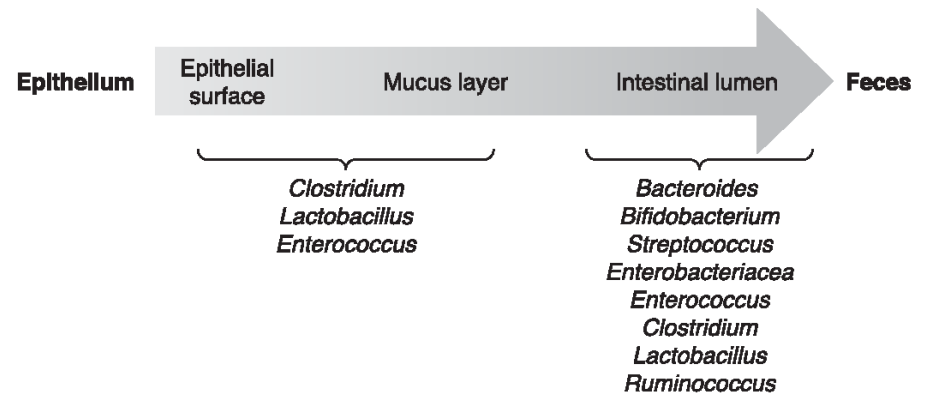 Epithelium
Epithelial
surface
Mucus layer
Intestinal lumen
Feces
Clostridium
Lactobacillus
Enterococcus
Bacteroides
Bifidobacterium
Streptococcus
Enterobacteriacea
Enterococcus
Clostridium
Lactobacillus
Ruminococcus